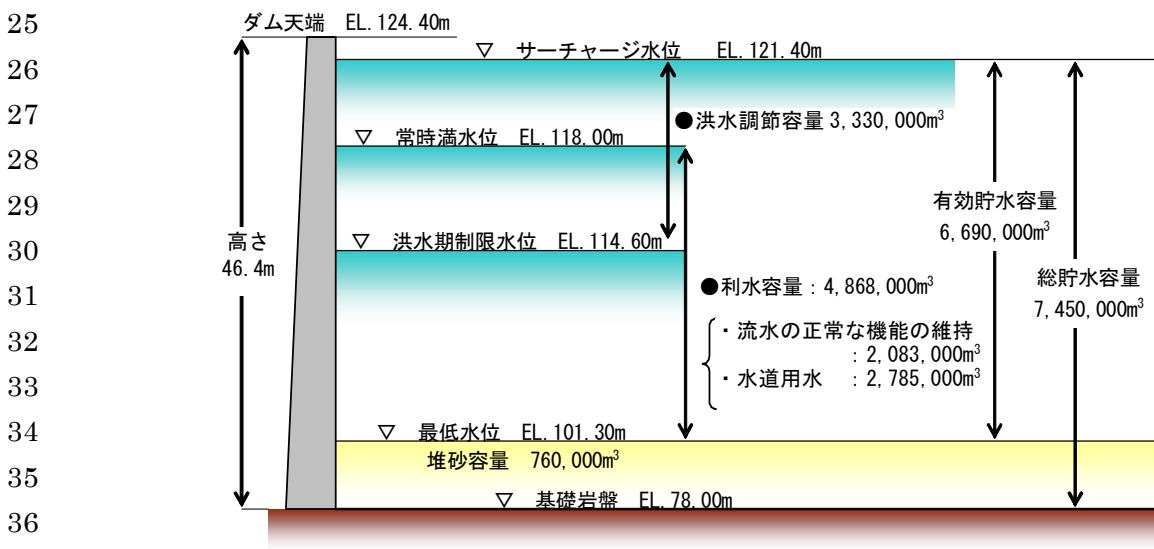 25
ダム天端 EL.124.40m
▽ サーチャージ水位 EL.121.40m
26
27
●洪水調節容量 3,330,000m³
▽ 常時満水位 EL.118.00m
28
29
有効貯水容量
6,690,000m³
30
高さ
46.4m
▽ 洪水期制限水位 EL.114.60m
総貯水容量
7,450,000m³
31
●利水容量：4,868,000m³
32
・流水の正常な機能の維持
：2,083,000m³
33
・水道用水 ：2,785,000m³
34
▽ 最低水位 EL.101.30m
堆砂容量 760,000m³
35
▽ 基礎岩盤 EL.78.00m
36